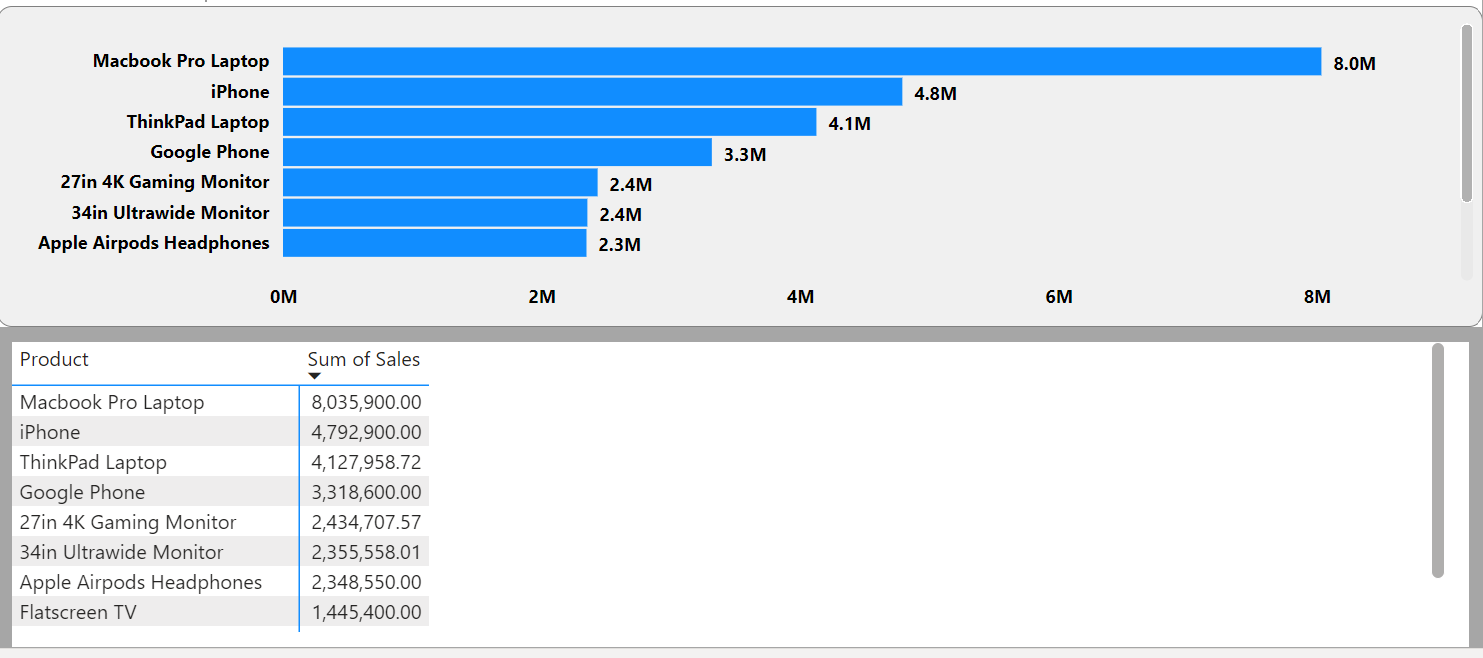 Macbook Pro Laptop 8.0M
iPhone 4.8M
ThinkPad Laptop 4.1M
Google Phone 3.3M
27in 4K Gaming Monitor 2.4M
34in Ultrawide Monitor 2.4M
Apple Airpods Headphones 2.3M
0M 2M 4M 6M 8M
Product Sum of Sales
Macbook Pro Laptop 8,035,900.00
iPhone 4,792,900.00
ThinkPad Laptop 4,127,958.72
Google Phone 3,318,600.00
27in 4K Gaming Monitor 2,434,707.57
34in Ultrawide Monitor 2,355,558.01
Apple Airpods Headphones 2,348,550.00
Flatscreen TV 1,445,400.00